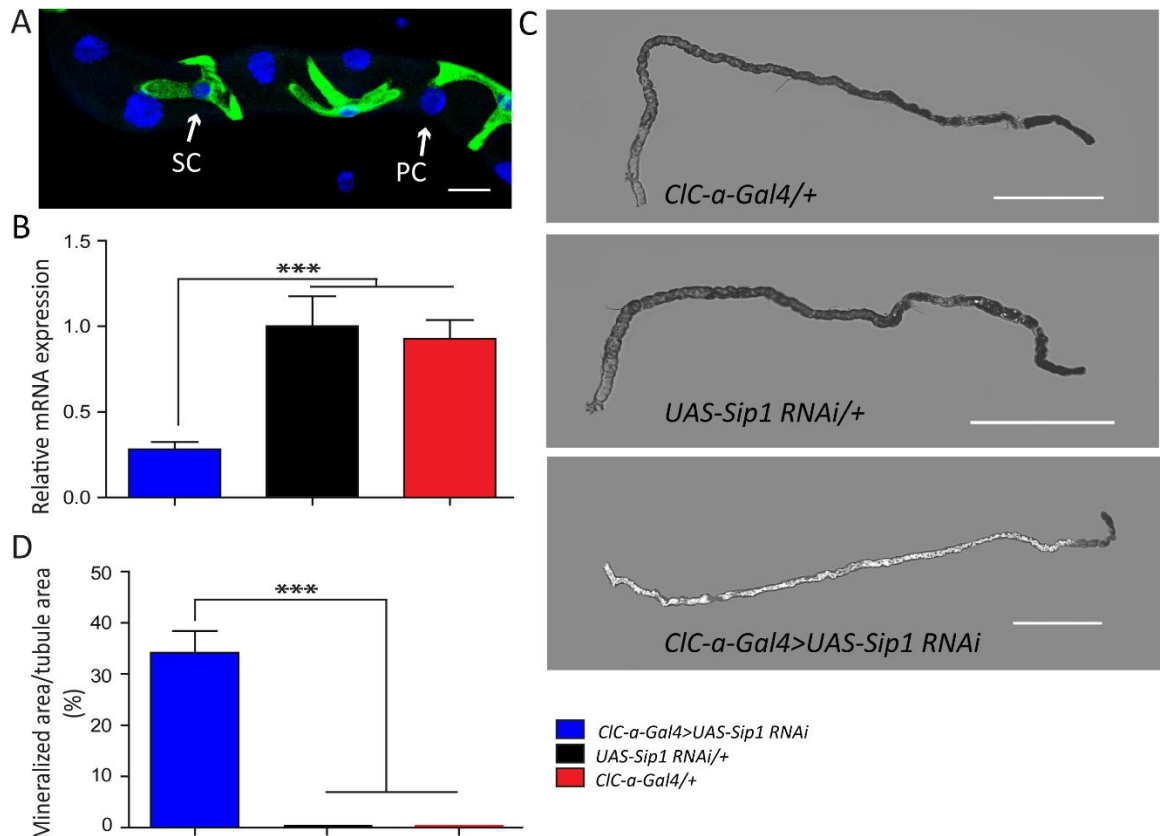 A
SC
PC
B
Relative mRNA expression
1.5
1.0
0.5
0.0
***
C
ClC-a-Gal4/+
UAS-Sip1 RNAi/+
ClC-a-Gal4>UAS-Sip1 RNAi
D
Mineralized area/tubule area
(%)
50
40
30
20
10
0
***
ClC-a-Gal4>UAS-Sip1 RNAi
UAS-Sip1 RNAi/+
ClC-a-Gal4/+